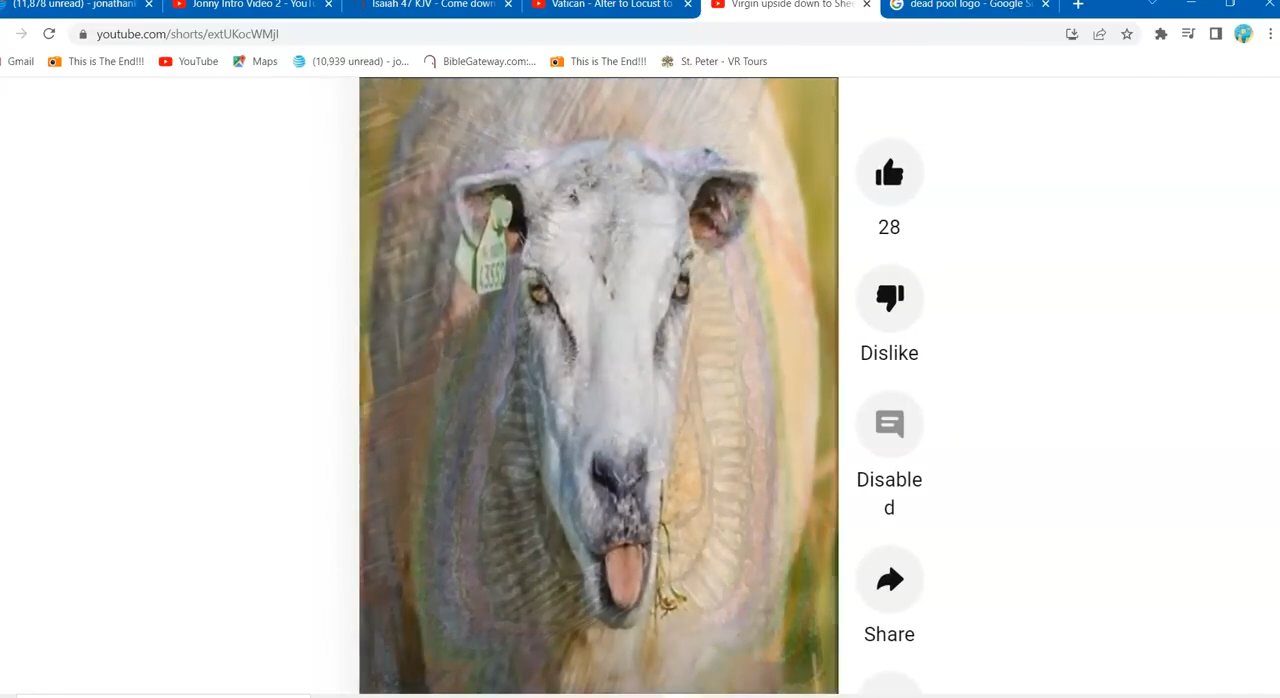 (11,878 unread) - jonathan
Jonny Intro Video 2 - YouT
Isaiah 47 KJV - Come down
Vatican - Alter to Locust to
Virgin upside down to She
dead pool logo - Google S
youtube.com/shorts/extUKocWMjI
Gmail
This is The End!!!
YouTube
Maps
(10,939 unread) - jo...
BibleGateway.com:...
This is The End!!!
St. Peter - VR Tours
28
Dislike
Disable
d
Share